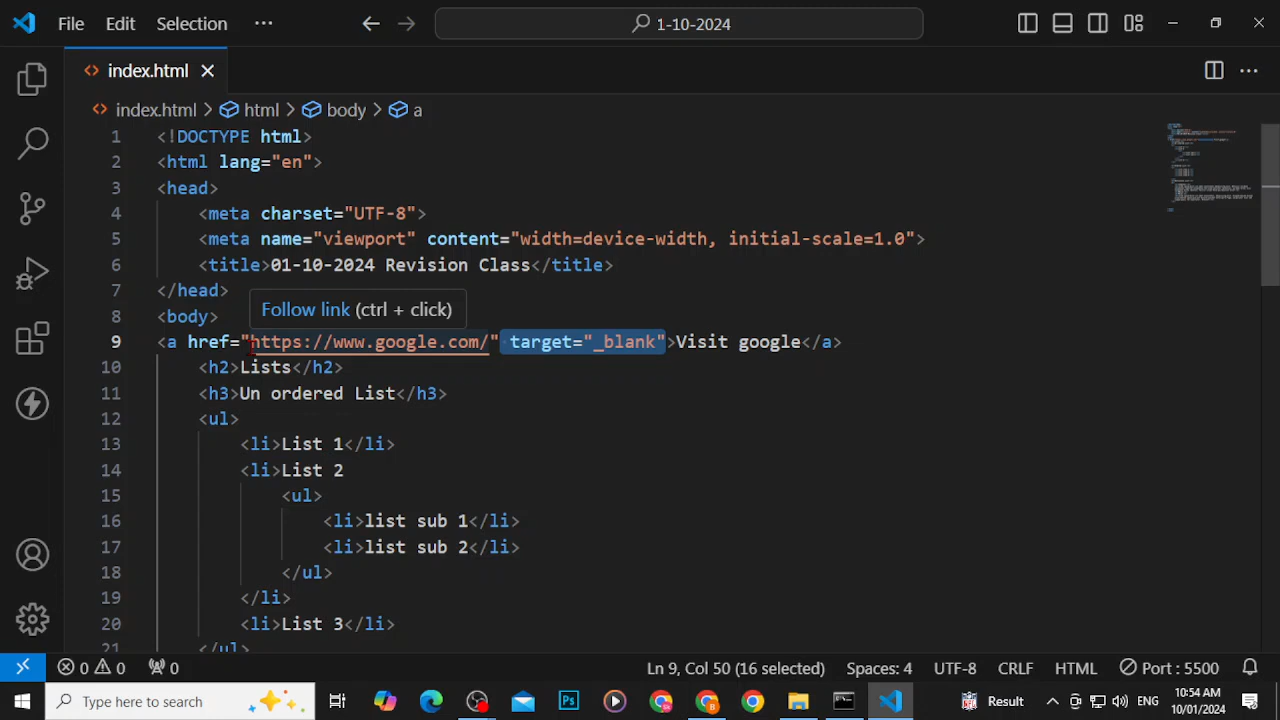 File Edit Selection ··· 1-10-2024
index.html
index.html > html > body > a
1 <!DOCTYPE html>
2 <html lang="en">
3 <head>
4 <meta charset="UTF-8">
5 <meta name="viewport" content="width=device-width, initial-scale=1.0">
6 <title>01-10-2024 Revision Class</title>
7 </head>
Follow link (ctrl + click)
8 <body>
9 <a href="https://www.google.com/" target="_blank">Visit google</a>
10 <h2>Lists</h2>
11 <h3>Un ordered List</h3>
12 <ul>
13 <li>List 1</li>
14 <li>List 2
15 <ul>
16 <li>list sub 1</li>
17 <li>list sub 2</li>
18 </ul>
19 </li>
20 <li>List 3</li>
21 </ul>
0 0 0 Ln 9, Col 50 (16 selected) Spaces: 4 UTF-8 CRLF HTML Port : 5500
Type here to search Result ENG 10:54 AM
10/01/2024